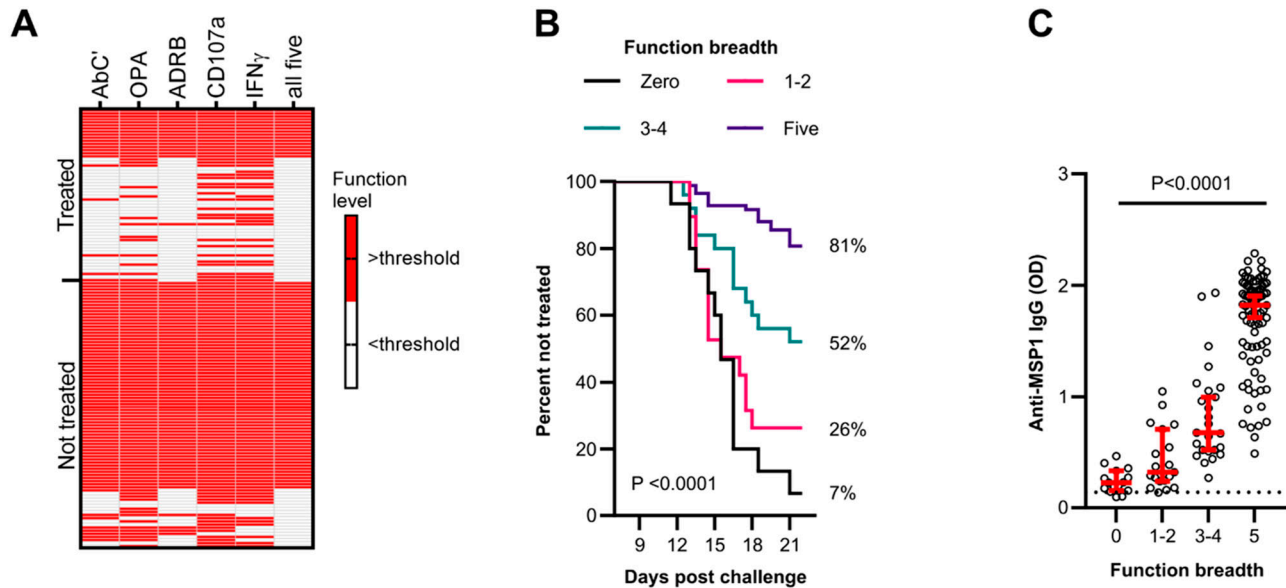 A
AbC'
OPA
ADRB
CD107a
IFNγ
all five
Treated
Not treated
Function
level
>threshold
<threshold
B
Function breadth
Zero
1-2
3-4
Five
Percent not treated
100
80
60
40
20
0
81%
52%
26%
7%
P <0.0001
9
12
15
18
21
Days post challenge
C
P<0.0001
Anti-MSP1 IgG (OD)
3
2
1
0
0
1-2
3-4
5
Function breadth